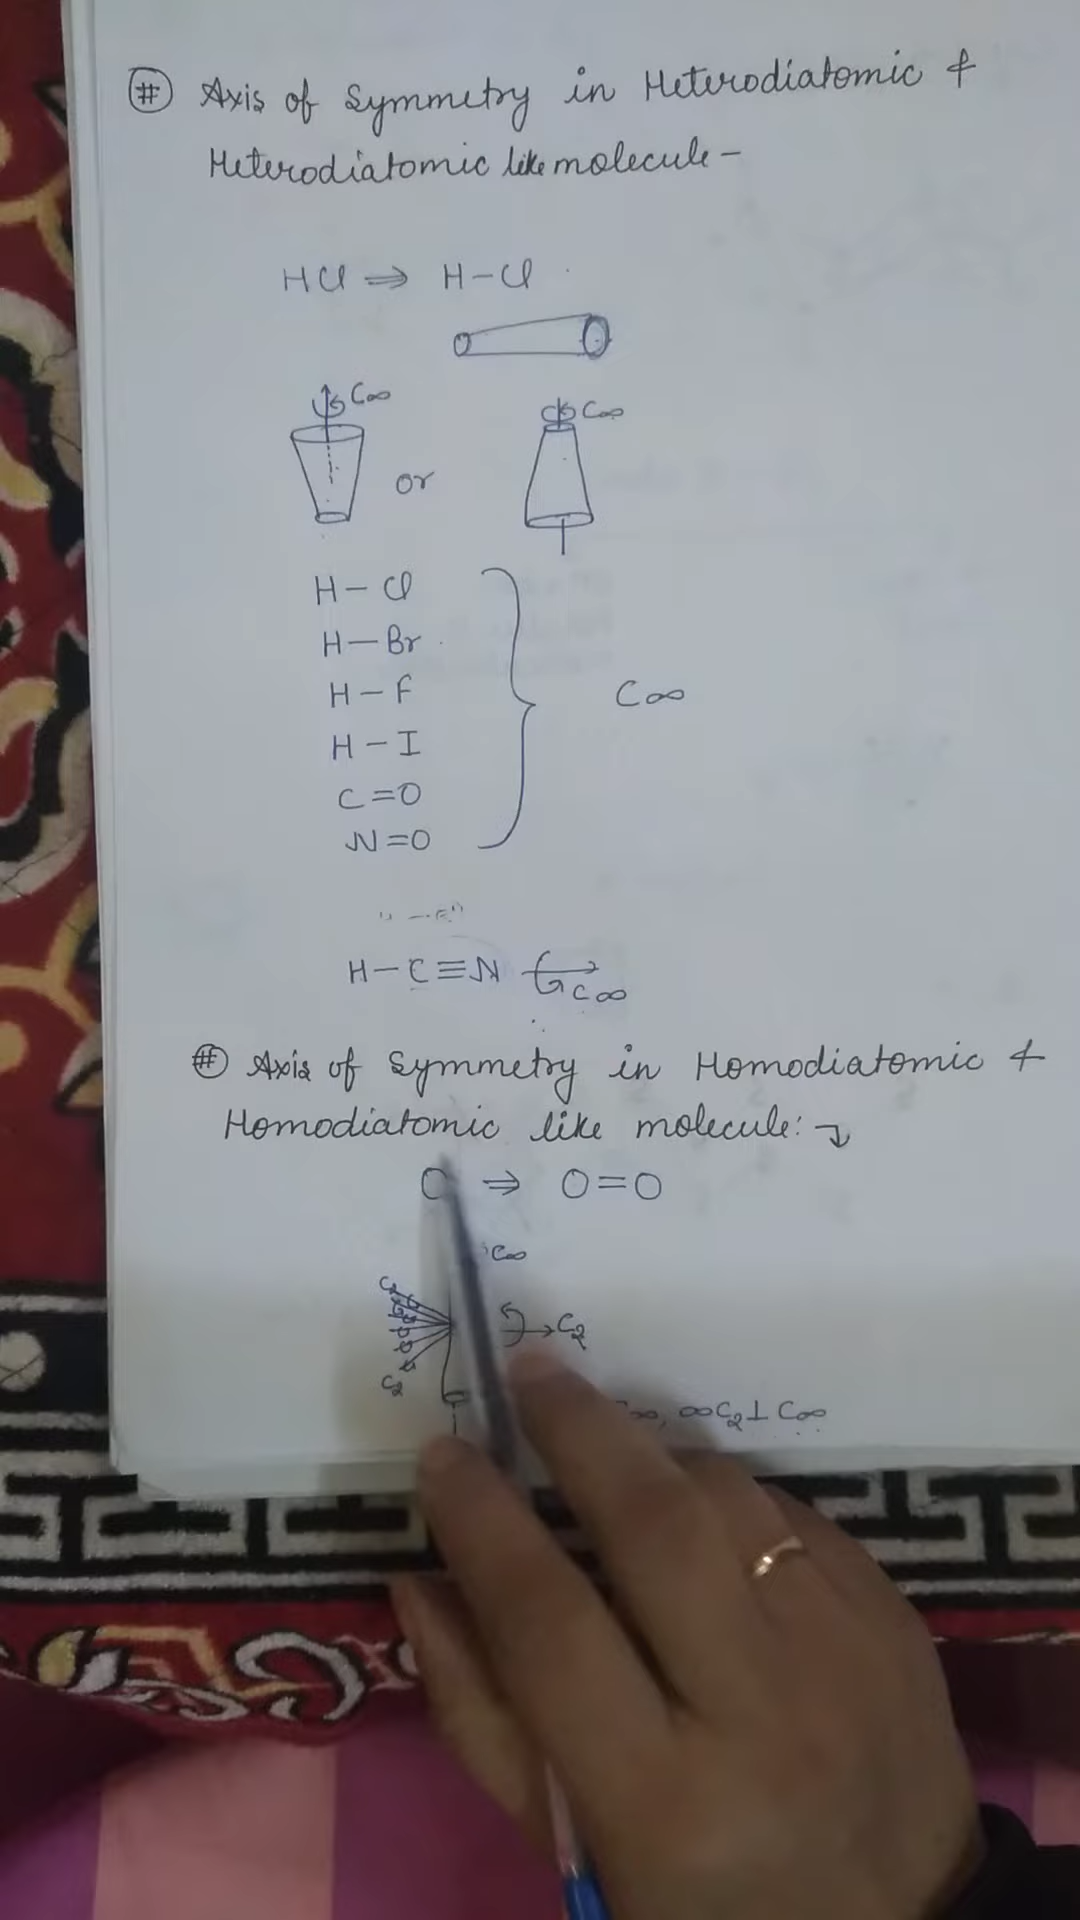 # Axis of Symmetry in Heterodiatomic &
Heterodiatomic like molecule –
HCl ⇒ H-Cl
C∞
C∞
or
H - Cl
H - Br
H - F
H - I
C = O
N = O
C∞
H - C ≡ N
C∞
# Axis of Symmetry in Homodiatomic &
Homodiatomic like molecule: ↴
O ⇒ O=O
C∞
C₂
C₂
C₂
∞C₂ ⊥ C∞